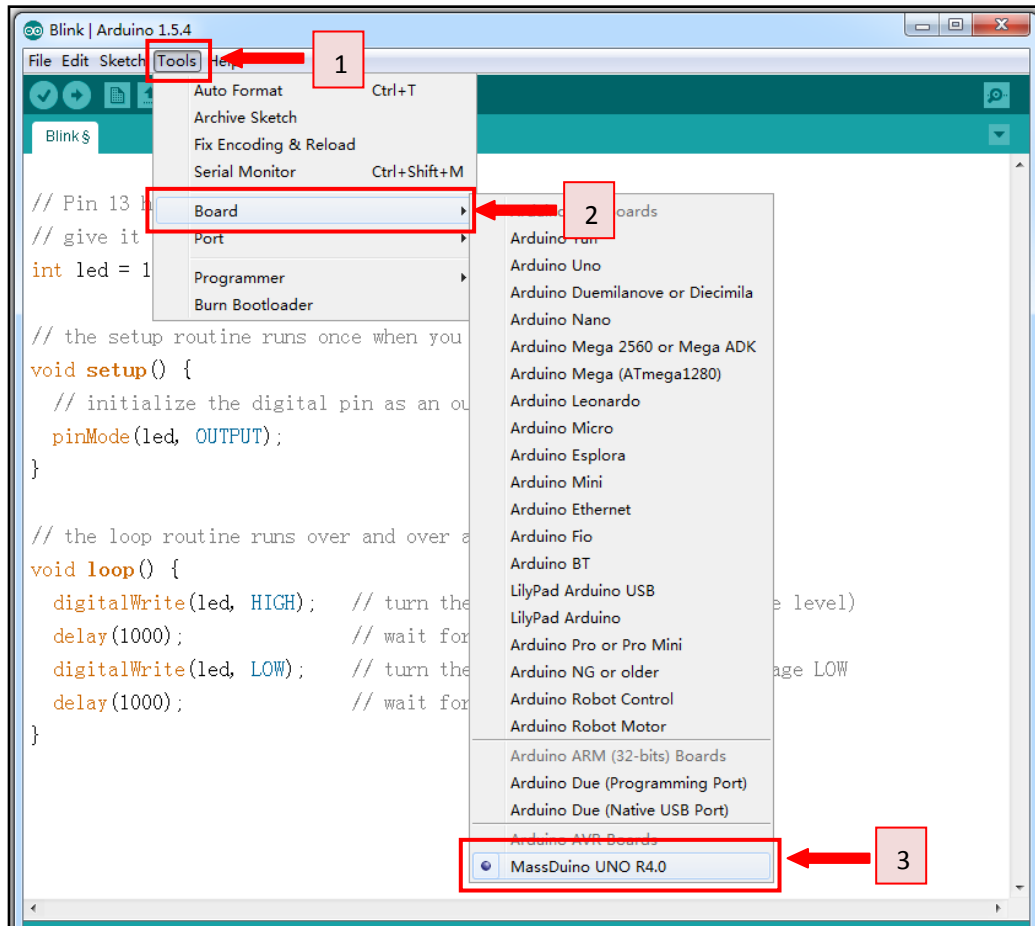 Blink | Arduino 1.5.4
File Edit Sketch Tools Help
1
Auto Format Ctrl+T
Archive Sketch
Fix Encoding & Reload
Serial Monitor Ctrl+Shift+M
Board
2
Port
Programmer
Burn Bootloader
Blink§
// Pin 13 h
// give it
int led = 1
// the setup routine runs once when you
void setup() {
// initialize the digital pin as an ou
pinMode(led, OUTPUT);
}
// the loop routine runs over and over a
void loop() {
digitalWrite(led, HIGH); // turn the e level)
delay(1000); // wait for
digitalWrite(led, LOW); // turn the age LOW
delay(1000); // wait for
}
oards
Arduino Yun
Arduino Uno
Arduino Duemilanove or Diecimila
Arduino Nano
Arduino Mega 2560 or Mega ADK
Arduino Mega (ATmega1280)
Arduino Leonardo
Arduino Micro
Arduino Esplora
Arduino Mini
Arduino Ethernet
Arduino Fio
Arduino BT
LilyPad Arduino USB
LilyPad Arduino
Arduino Pro or Pro Mini
Arduino NG or older
Arduino Robot Control
Arduino Robot Motor
Arduino ARM (32-bits) Boards
Arduino Due (Programming Port)
Arduino Due (Native USB Port)
Arduino AVR Boards
MassDuino UNO R4.0
3